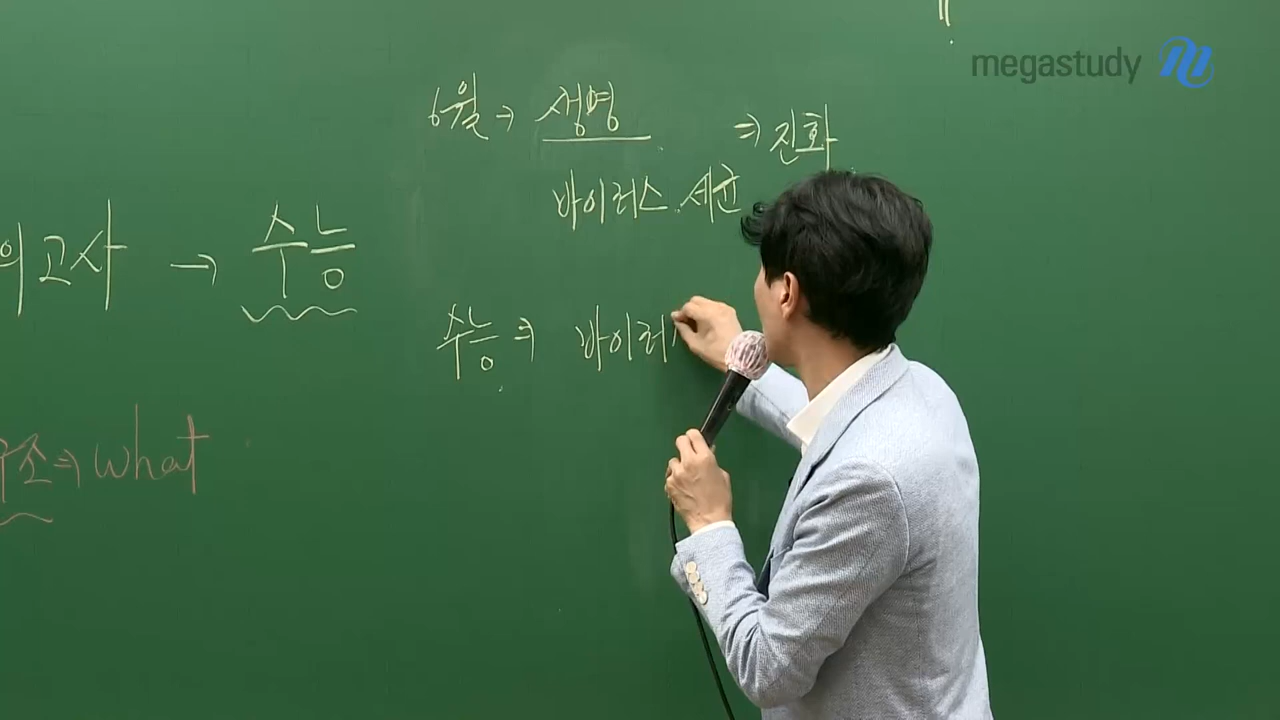 megastudy
6월 → 생명 ⇒ 진화
바이러스. 세균
의고사 → 수능
수능 ⇒ 바이러
소 ⇒ what